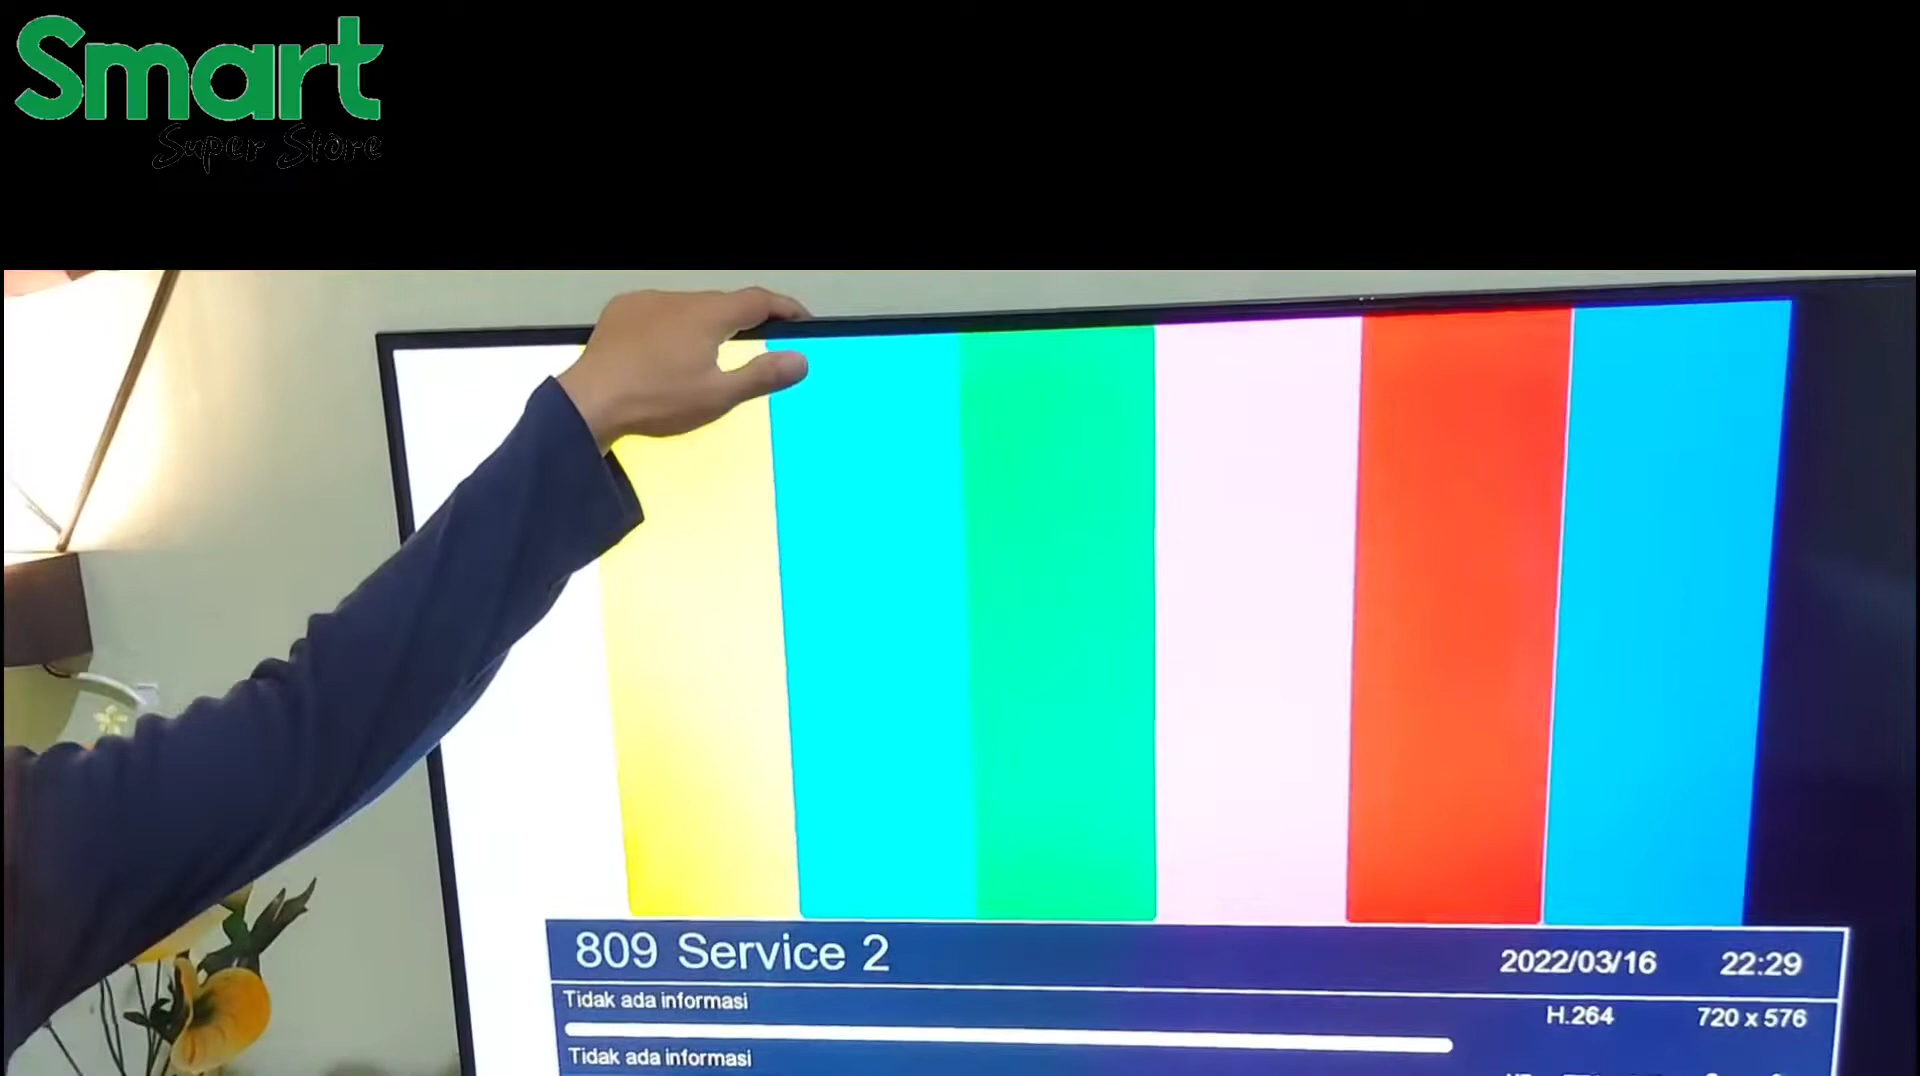 Smart
Super Store
809 Service 2
2022/03/16 22:29
Tidak ada informasi
H.264 720 x 576
Tidak ada informasi